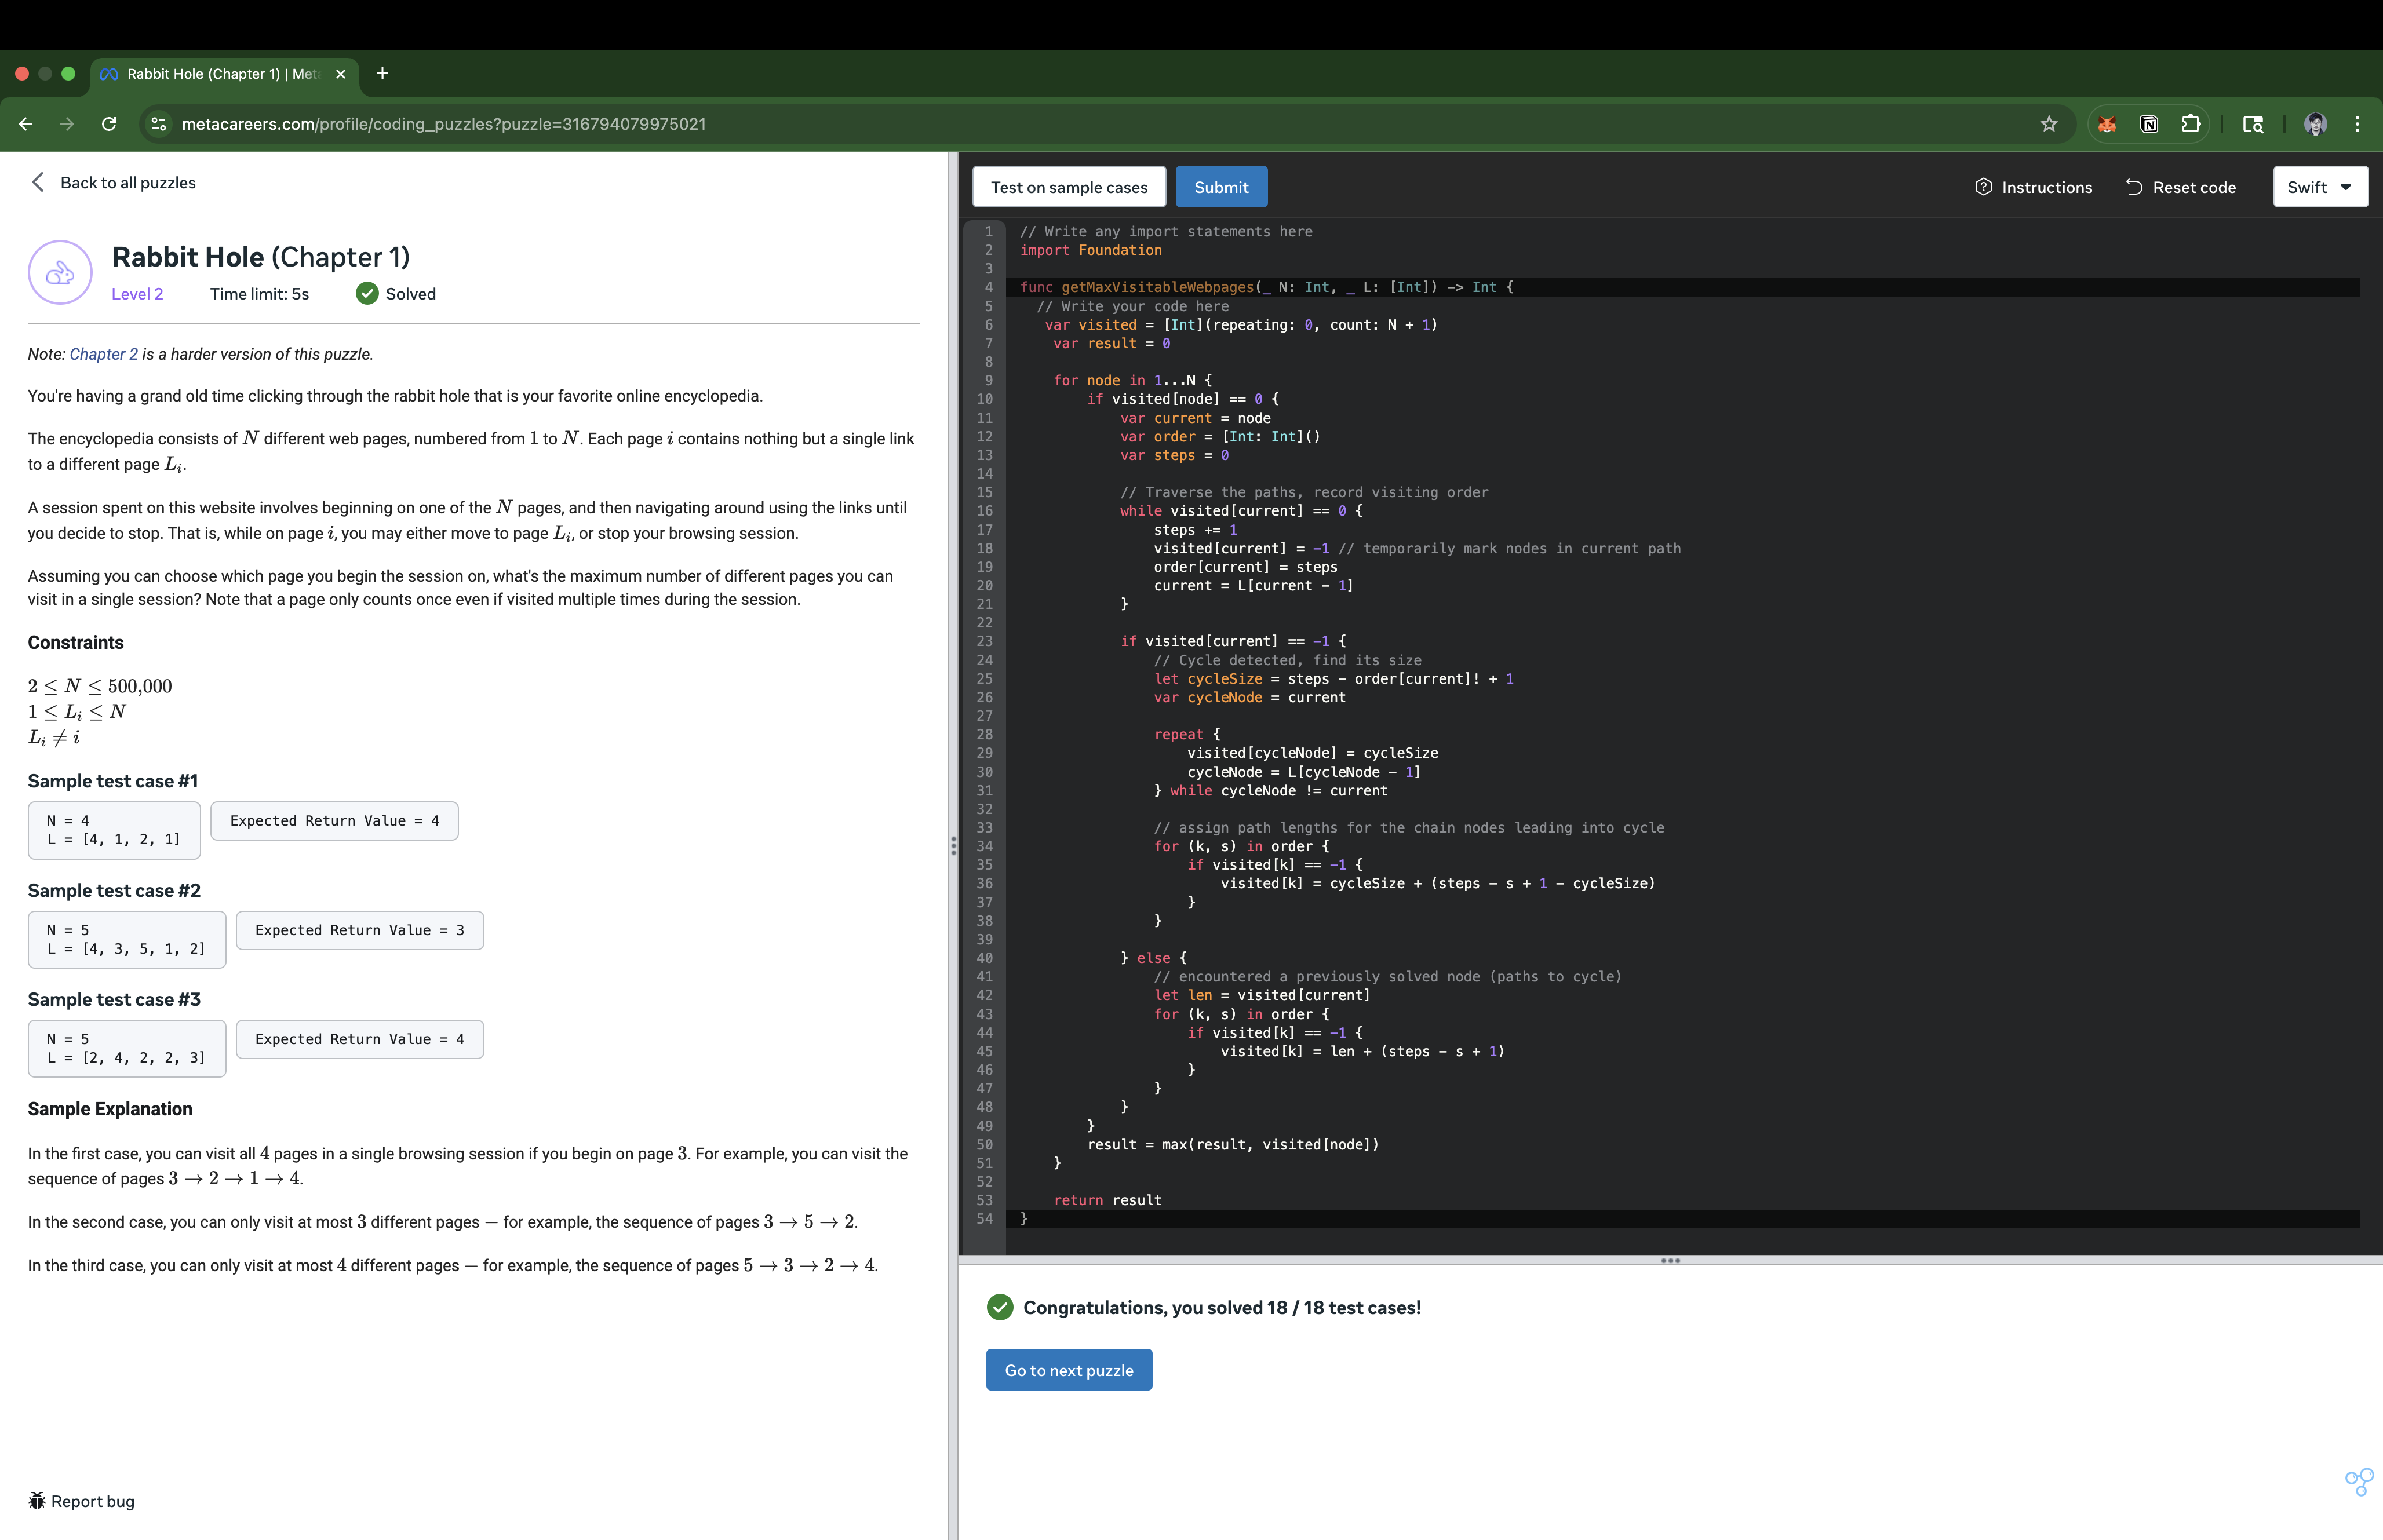 Rabbit Hole (Chapter 1) | Meta
metacareers.com/profile/coding_puzzles?puzzle=316794079975021
Back to all puzzles
Rabbit Hole (Chapter 1)
Level 2 Time limit: 5s Solved
Note: Chapter 2 is a harder version of this puzzle.
You're having a grand old time clicking through the rabbit hole that is your favorite online encyclopedia.
The encyclopedia consists of N different web pages, numbered from 1 to N. Each page i contains nothing but a single link
to a different page Lᵢ.
A session spent on this website involves beginning on one of the N pages, and then navigating around using the links until
you decide to stop. That is, while on page i, you may either move to page Lᵢ, or stop your browsing session.
Assuming you can choose which page you begin the session on, what's the maximum number of different pages you can
visit in a single session? Note that a page only counts once even if visited multiple times during the session.
Constraints
2 ≤ N ≤ 500,000
1 ≤ Lᵢ ≤ N
Lᵢ ≠ i
Sample test case #1
N = 4
L = [4, 1, 2, 1]
Expected Return Value = 4
Sample test case #2
N = 5
L = [4, 3, 5, 1, 2]
Expected Return Value = 3
Sample test case #3
N = 5
L = [2, 4, 2, 2, 3]
Expected Return Value = 4
Sample Explanation
In the first case, you can visit all 4 pages in a single browsing session if you begin on page 3. For example, you can visit the
sequence of pages 3 → 2 → 1 → 4.
In the second case, you can only visit at most 3 different pages — for example, the sequence of pages 3 → 5 → 2.
In the third case, you can only visit at most 4 different pages — for example, the sequence of pages 5 → 3 → 2 → 4.
Report bug
Test on sample cases Submit Instructions Reset code Swift
1 // Write any import statements here
2 import Foundation
3
4 func getMaxVisitableWebpages(_ N: Int, _ L: [Int]) -> Int {
5   // Write your code here
6    var visited = [Int](repeating: 0, count: N + 1)
7     var result = 0
8
9     for node in 1...N {
10         if visited[node] == 0 {
11             var current = node
12             var order = [Int: Int]()
13             var steps = 0
14
15             // Traverse the paths, record visiting order
16             while visited[current] == 0 {
17                 steps += 1
18                 visited[current] = -1 // temporarily mark nodes in current path
19                 order[current] = steps
20                 current = L[current - 1]
21             }
22
23             if visited[current] == -1 {
24                 // Cycle detected, find its size
25                 let cycleSize = steps - order[current]! + 1
26                 var cycleNode = current
27
28                 repeat {
29                     visited[cycleNode] = cycleSize
30                     cycleNode = L[cycleNode - 1]
31                 } while cycleNode != current
32
33                 // assign path lengths for the chain nodes leading into cycle
34                 for (k, s) in order {
35                     if visited[k] == -1 {
36                         visited[k] = cycleSize + (steps - s + 1 - cycleSize)
37                     }
38                 }
39
40             } else {
41                 // encountered a previously solved node (paths to cycle)
42                 let len = visited[current]
43                 for (k, s) in order {
44                     if visited[k] == -1 {
45                         visited[k] = len + (steps - s + 1)
46                     }
47                 }
48             }
49         }
50         result = max(result, visited[node])
51     }
52
53     return result
54 }
Congratulations, you solved 18 / 18 test cases!
Go to next puzzle